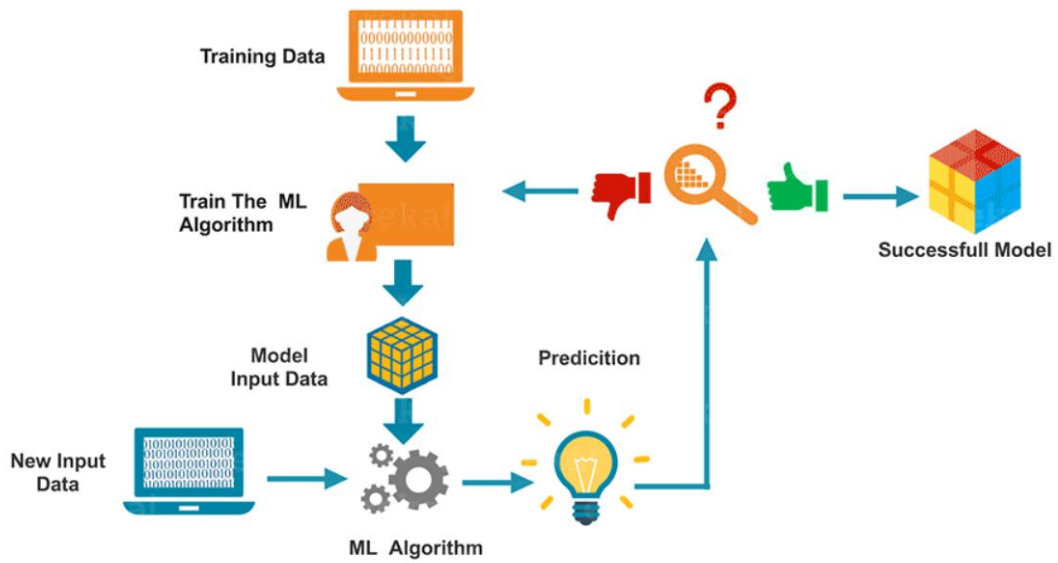 Training Data
Train The ML
Algorithm
Successfull Model
Model
Input Data
Predicition
New Input
Data
ML Algorithm